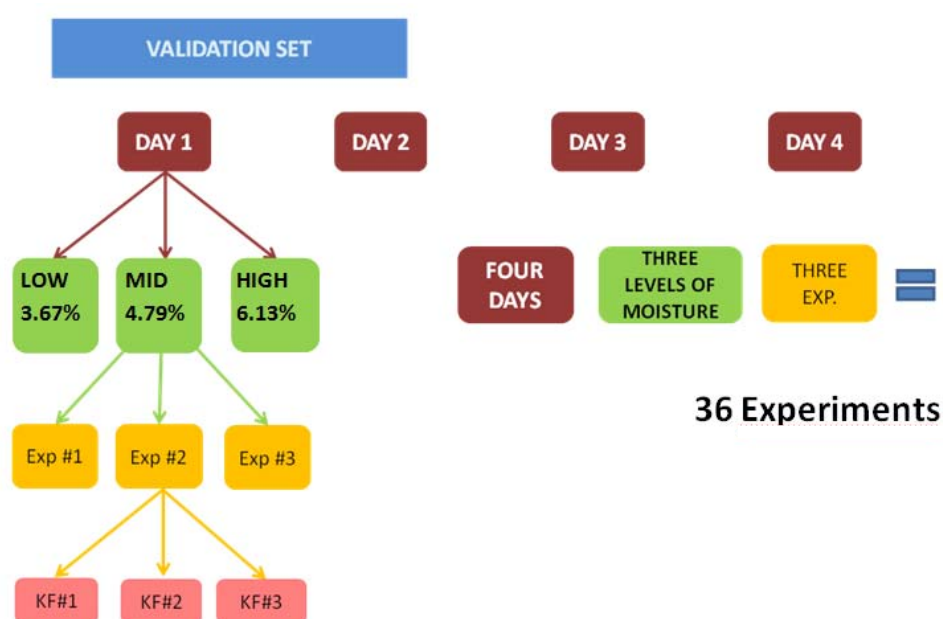 VALIDATION SET
DAY 1
DAY 2
DAY 3
DAY 4
LOW
3.67%
MID
4.79%
HIGH
6.13%
FOUR
DAYS
THREE
LEVELS OF
MOISTURE
THREE
EXP.
36 Experiments
Exp #1
Exp #2
Exp #3
KF#1
KF#2
KF#3